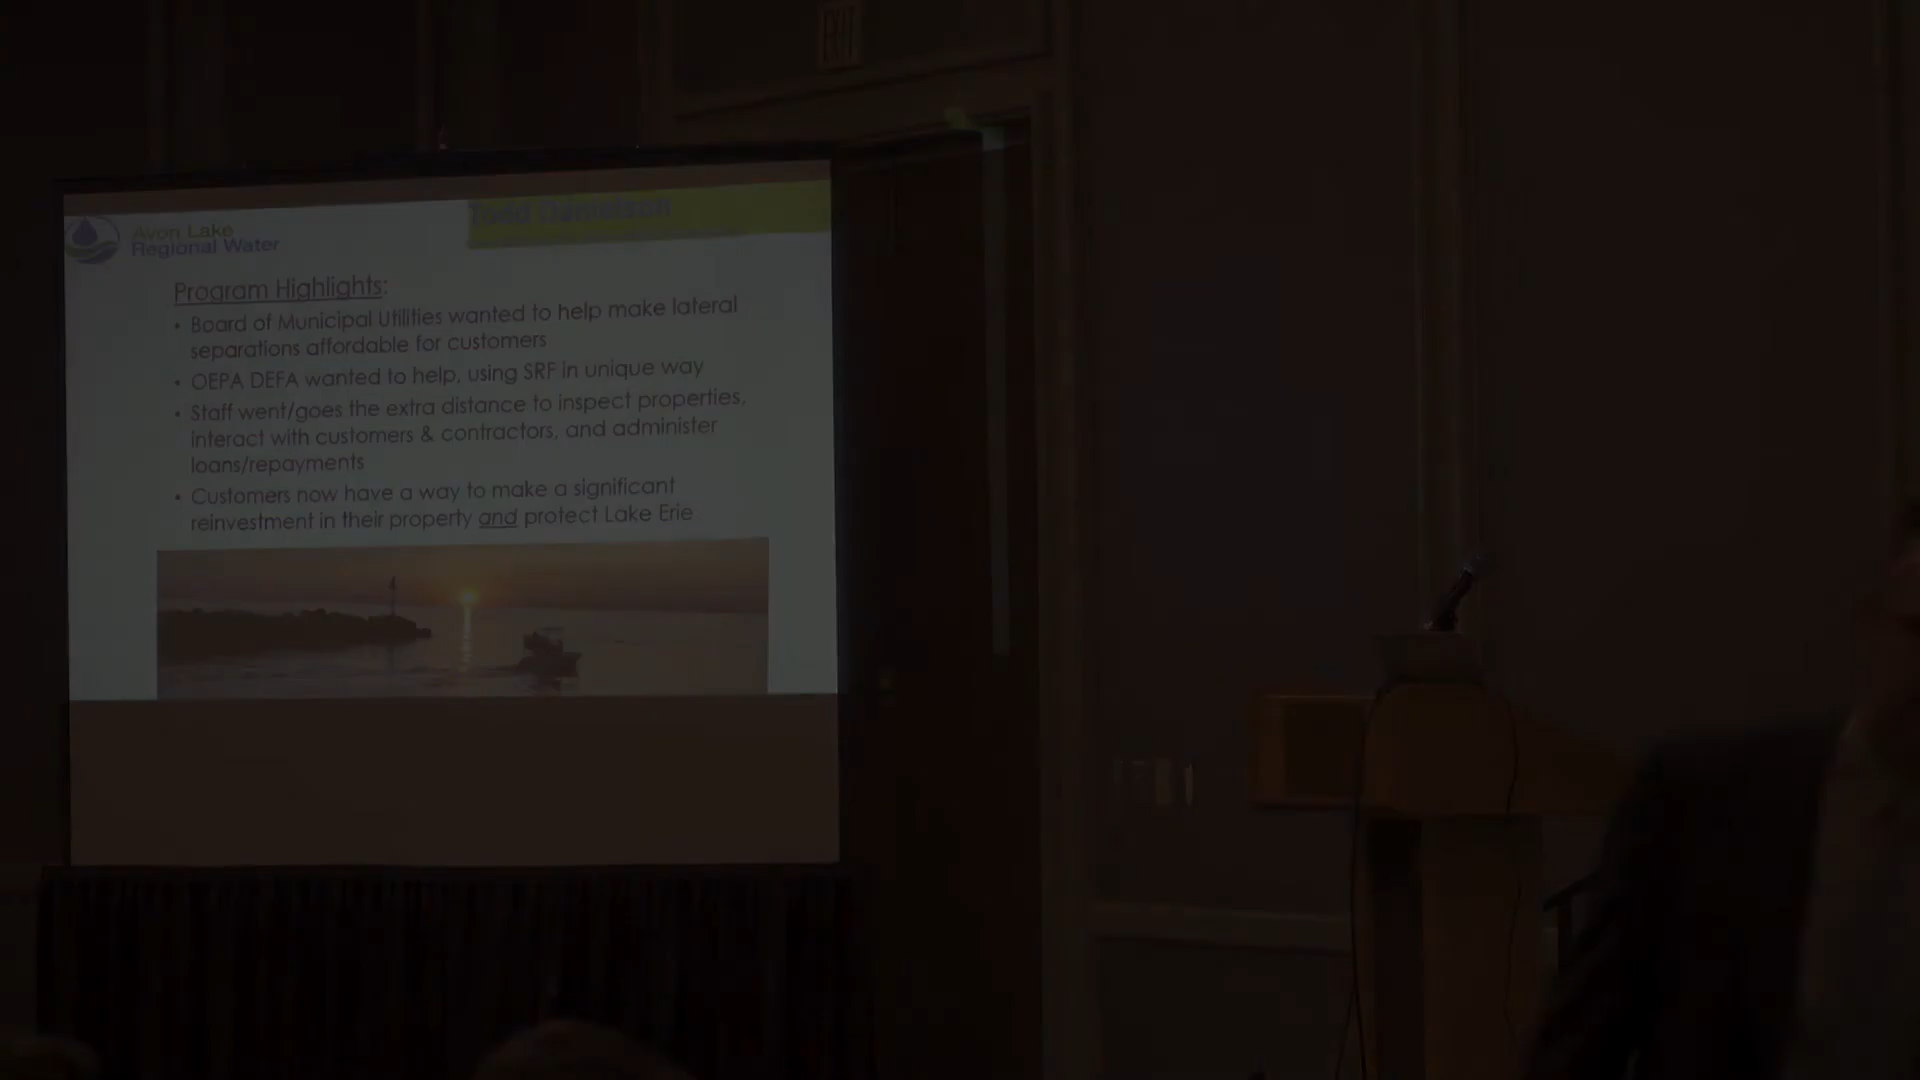 EXIT
Todd Danielson
Avon Lake
Regional Water
Program Highlights:
• Board of Municipal Utilities wanted to help make lateral
separations affordable for customers
• OEPA DEFA wanted to help, using SRF in unique way
• Staff went/goes the extra distance to inspect properties,
interact with customers & contractors, and administer
loans/repayments
• Customers now have a way to make a significant
reinvestment in their property and protect Lake Erie